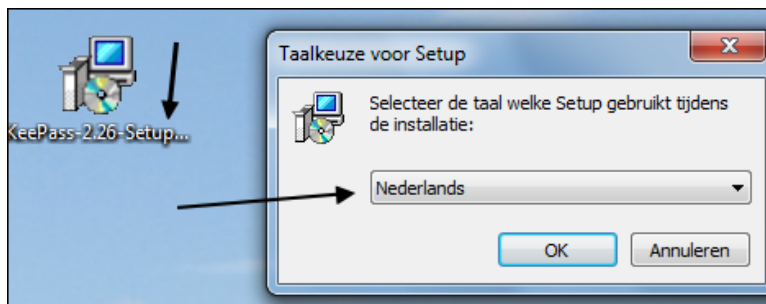 KeePass-2.26-Setup...
Taalkeuze voor Setup
Selecteer de taal welke Setup gebruikt tijdens
de installatie:
Nederlands
OK
Annuleren